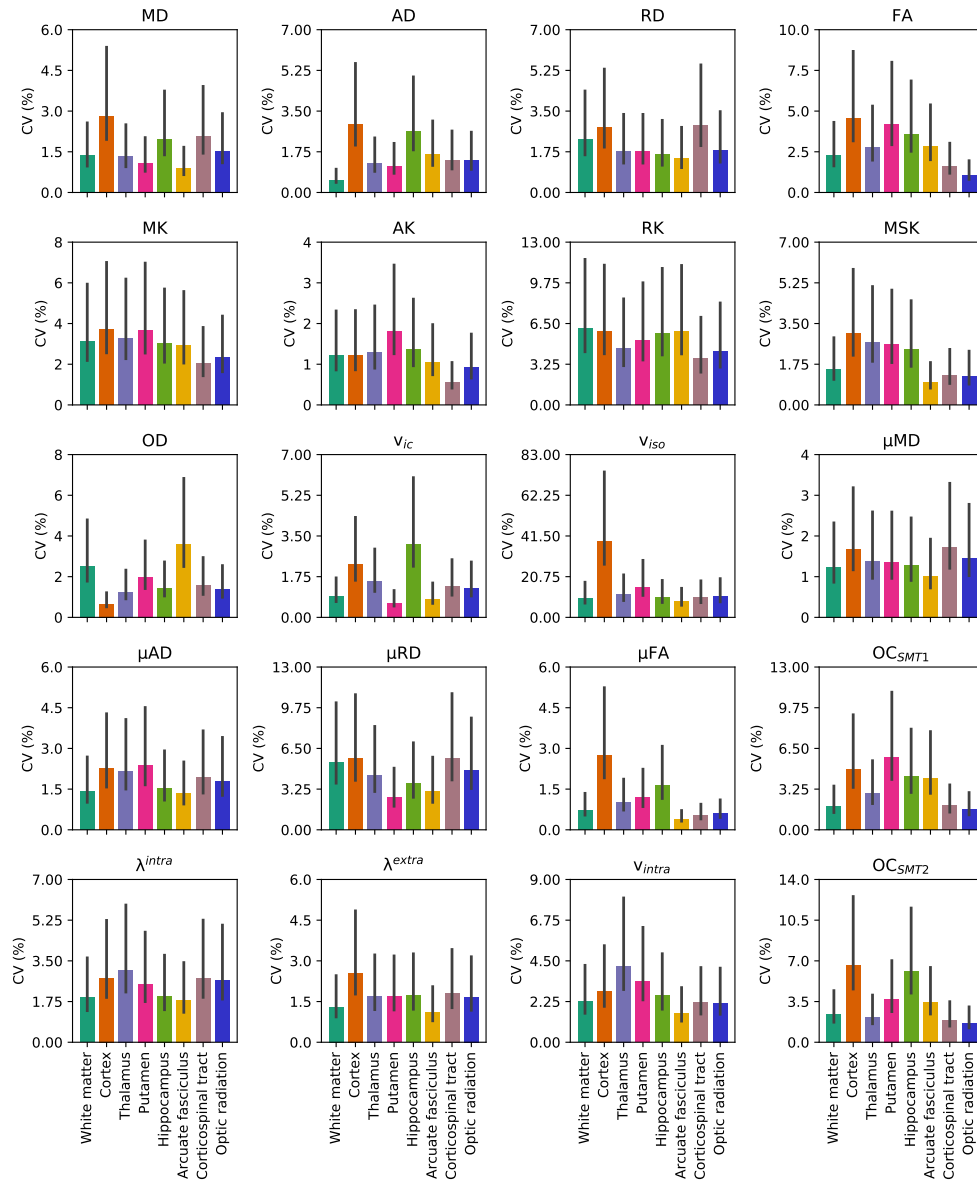 MD
AD
RD
FA
CV (%)
6.0
4.5
3.0
1.5
0.0
CV (%)
7.00
5.25
3.50
1.75
0.00
CV (%)
7.00
5.25
3.50
1.75
0.00
CV (%)
10.0
7.5
5.0
2.5
0.0
MK
AK
RK
MSK
CV (%)
8
6
4
2
0
CV (%)
4
3
2
1
0
CV (%)
13.00
9.75
6.50
3.25
0.00
CV (%)
7.00
5.25
3.50
1.75
0.00
OD
v_ic
v_iso
μMD
CV (%)
8
6
4
2
0
CV (%)
7.00
5.25
3.50
1.75
0.00
CV (%)
83.00
62.25
41.50
20.75
0.00
CV (%)
4
3
2
1
0
μAD
μRD
μFA
OC_SMT1
CV (%)
6.0
4.5
3.0
1.5
0.0
CV (%)
13.00
9.75
6.50
3.25
0.00
CV (%)
6.0
4.5
3.0
1.5
0.0
CV (%)
13.00
9.75
6.50
3.25
0.00
λ^intra
λ^extra
v_intra
OC_SMT2
CV (%)
7.00
5.25
3.50
1.75
0.00
CV (%)
6.0
4.5
3.0
1.5
0.0
CV (%)
9.00
6.75
4.50
2.25
0.00
CV (%)
14.0
10.5
7.0
3.5
0.0
White matter
Cortex
Thalamus
Putamen
Hippocampus
Arcuate fasciculus
Corticospinal tract
Optic radiation
White matter
Cortex
Thalamus
Putamen
Hippocampus
Arcuate fasciculus
Corticospinal tract
Optic radiation
White matter
Cortex
Thalamus
Putamen
Hippocampus
Arcuate fasciculus
Corticospinal tract
Optic radiation
White matter
Cortex
Thalamus
Putamen
Hippocampus
Arcuate fasciculus
Corticospinal tract
Optic radiation